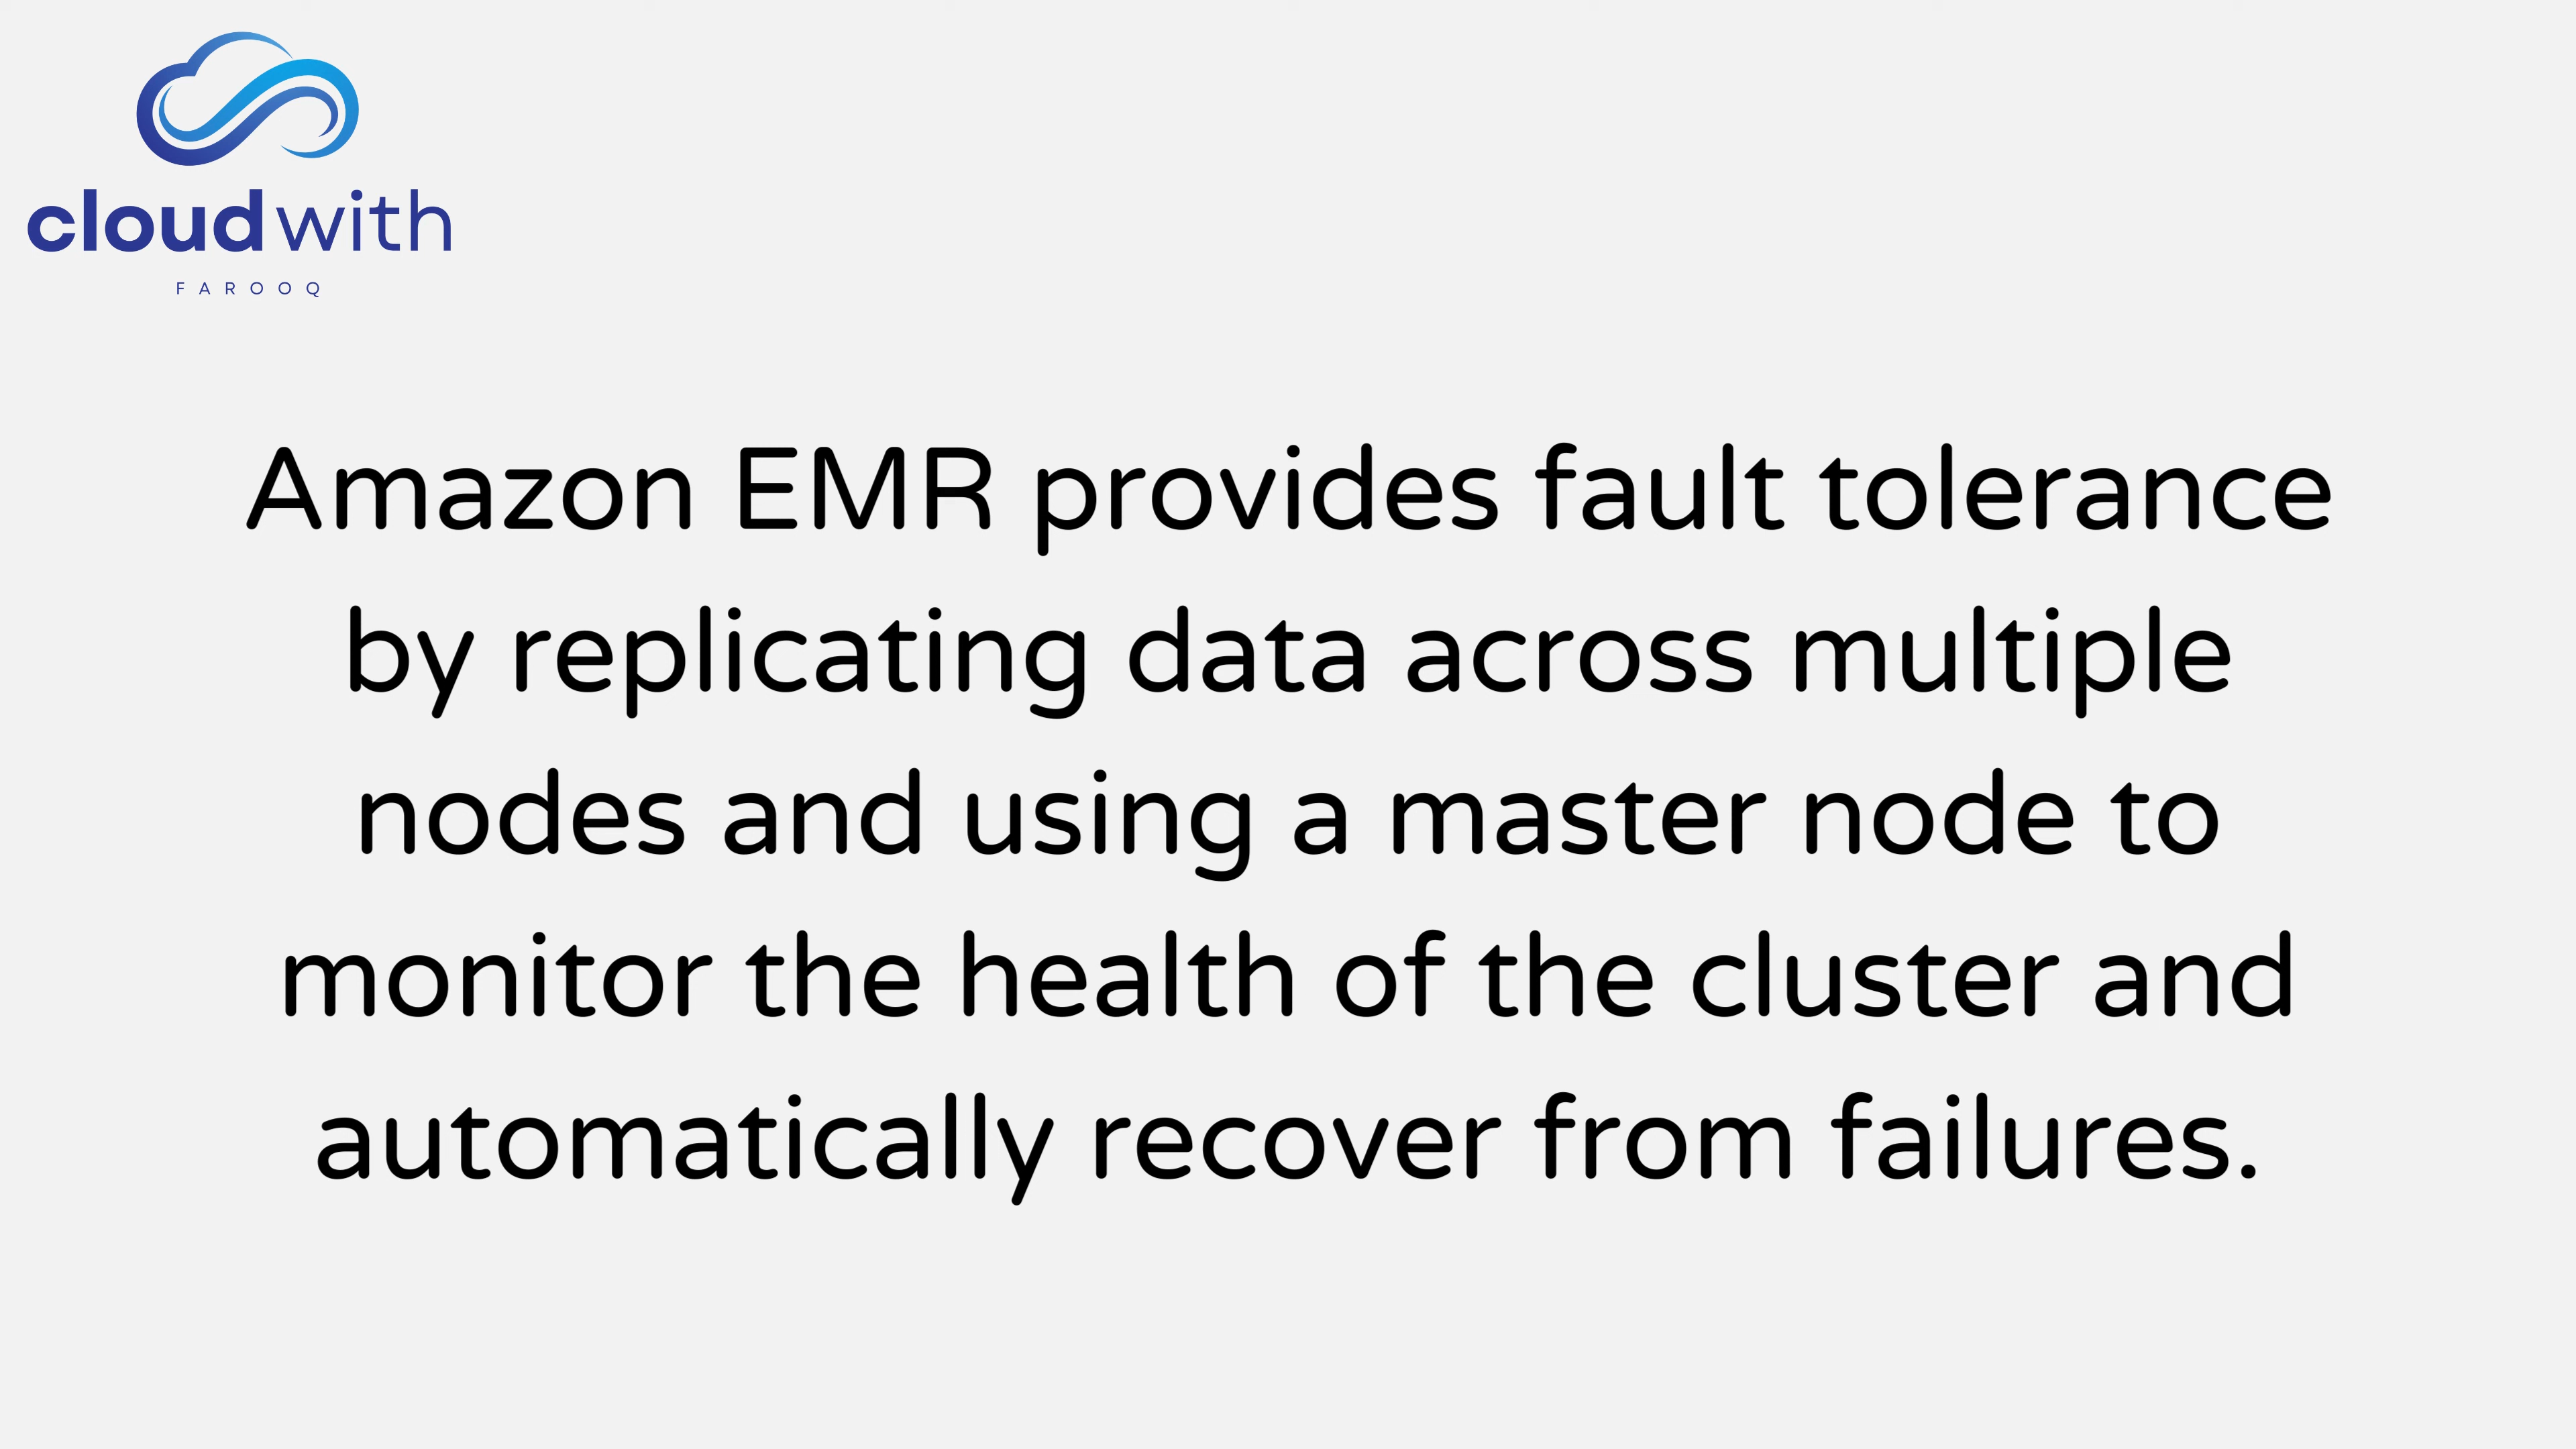 cloudwith
FAROOQ
Amazon EMR provides fault tolerance
by replicating data across multiple
nodes and using a master node to
monitor the health of the cluster and
automatically recover from failures.